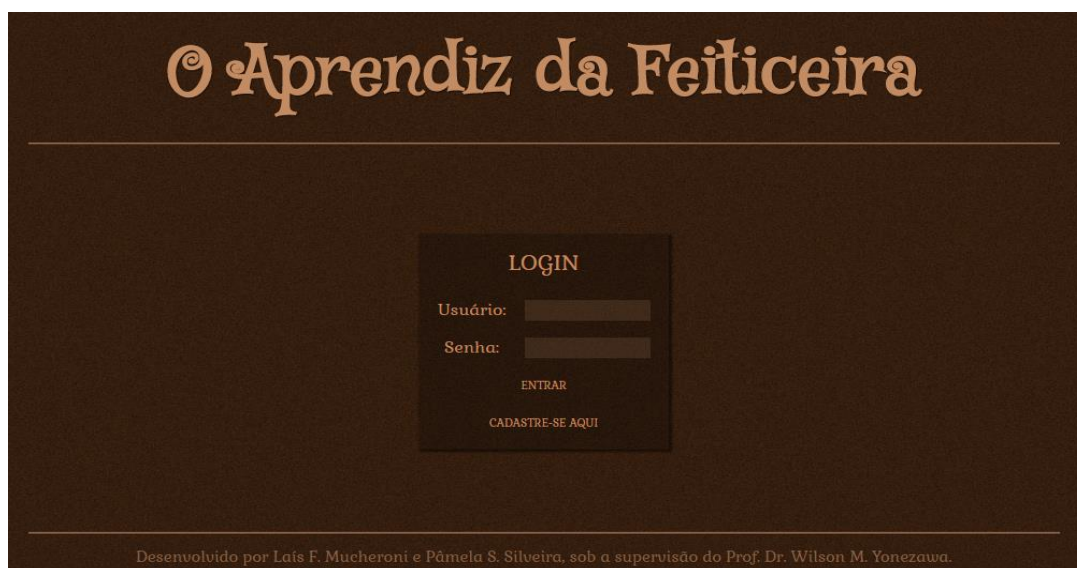 O Aprendiz da Feiticeira
LOGIN
Usuário:
Senha:
ENTRAR
CADASTRE-SE AQUI
Desenvolvido por Laís F. Mucheroni e Pâmela S. Silveira, sob a supervisão do Prof. Dr. Wilson M. Yonezawa.